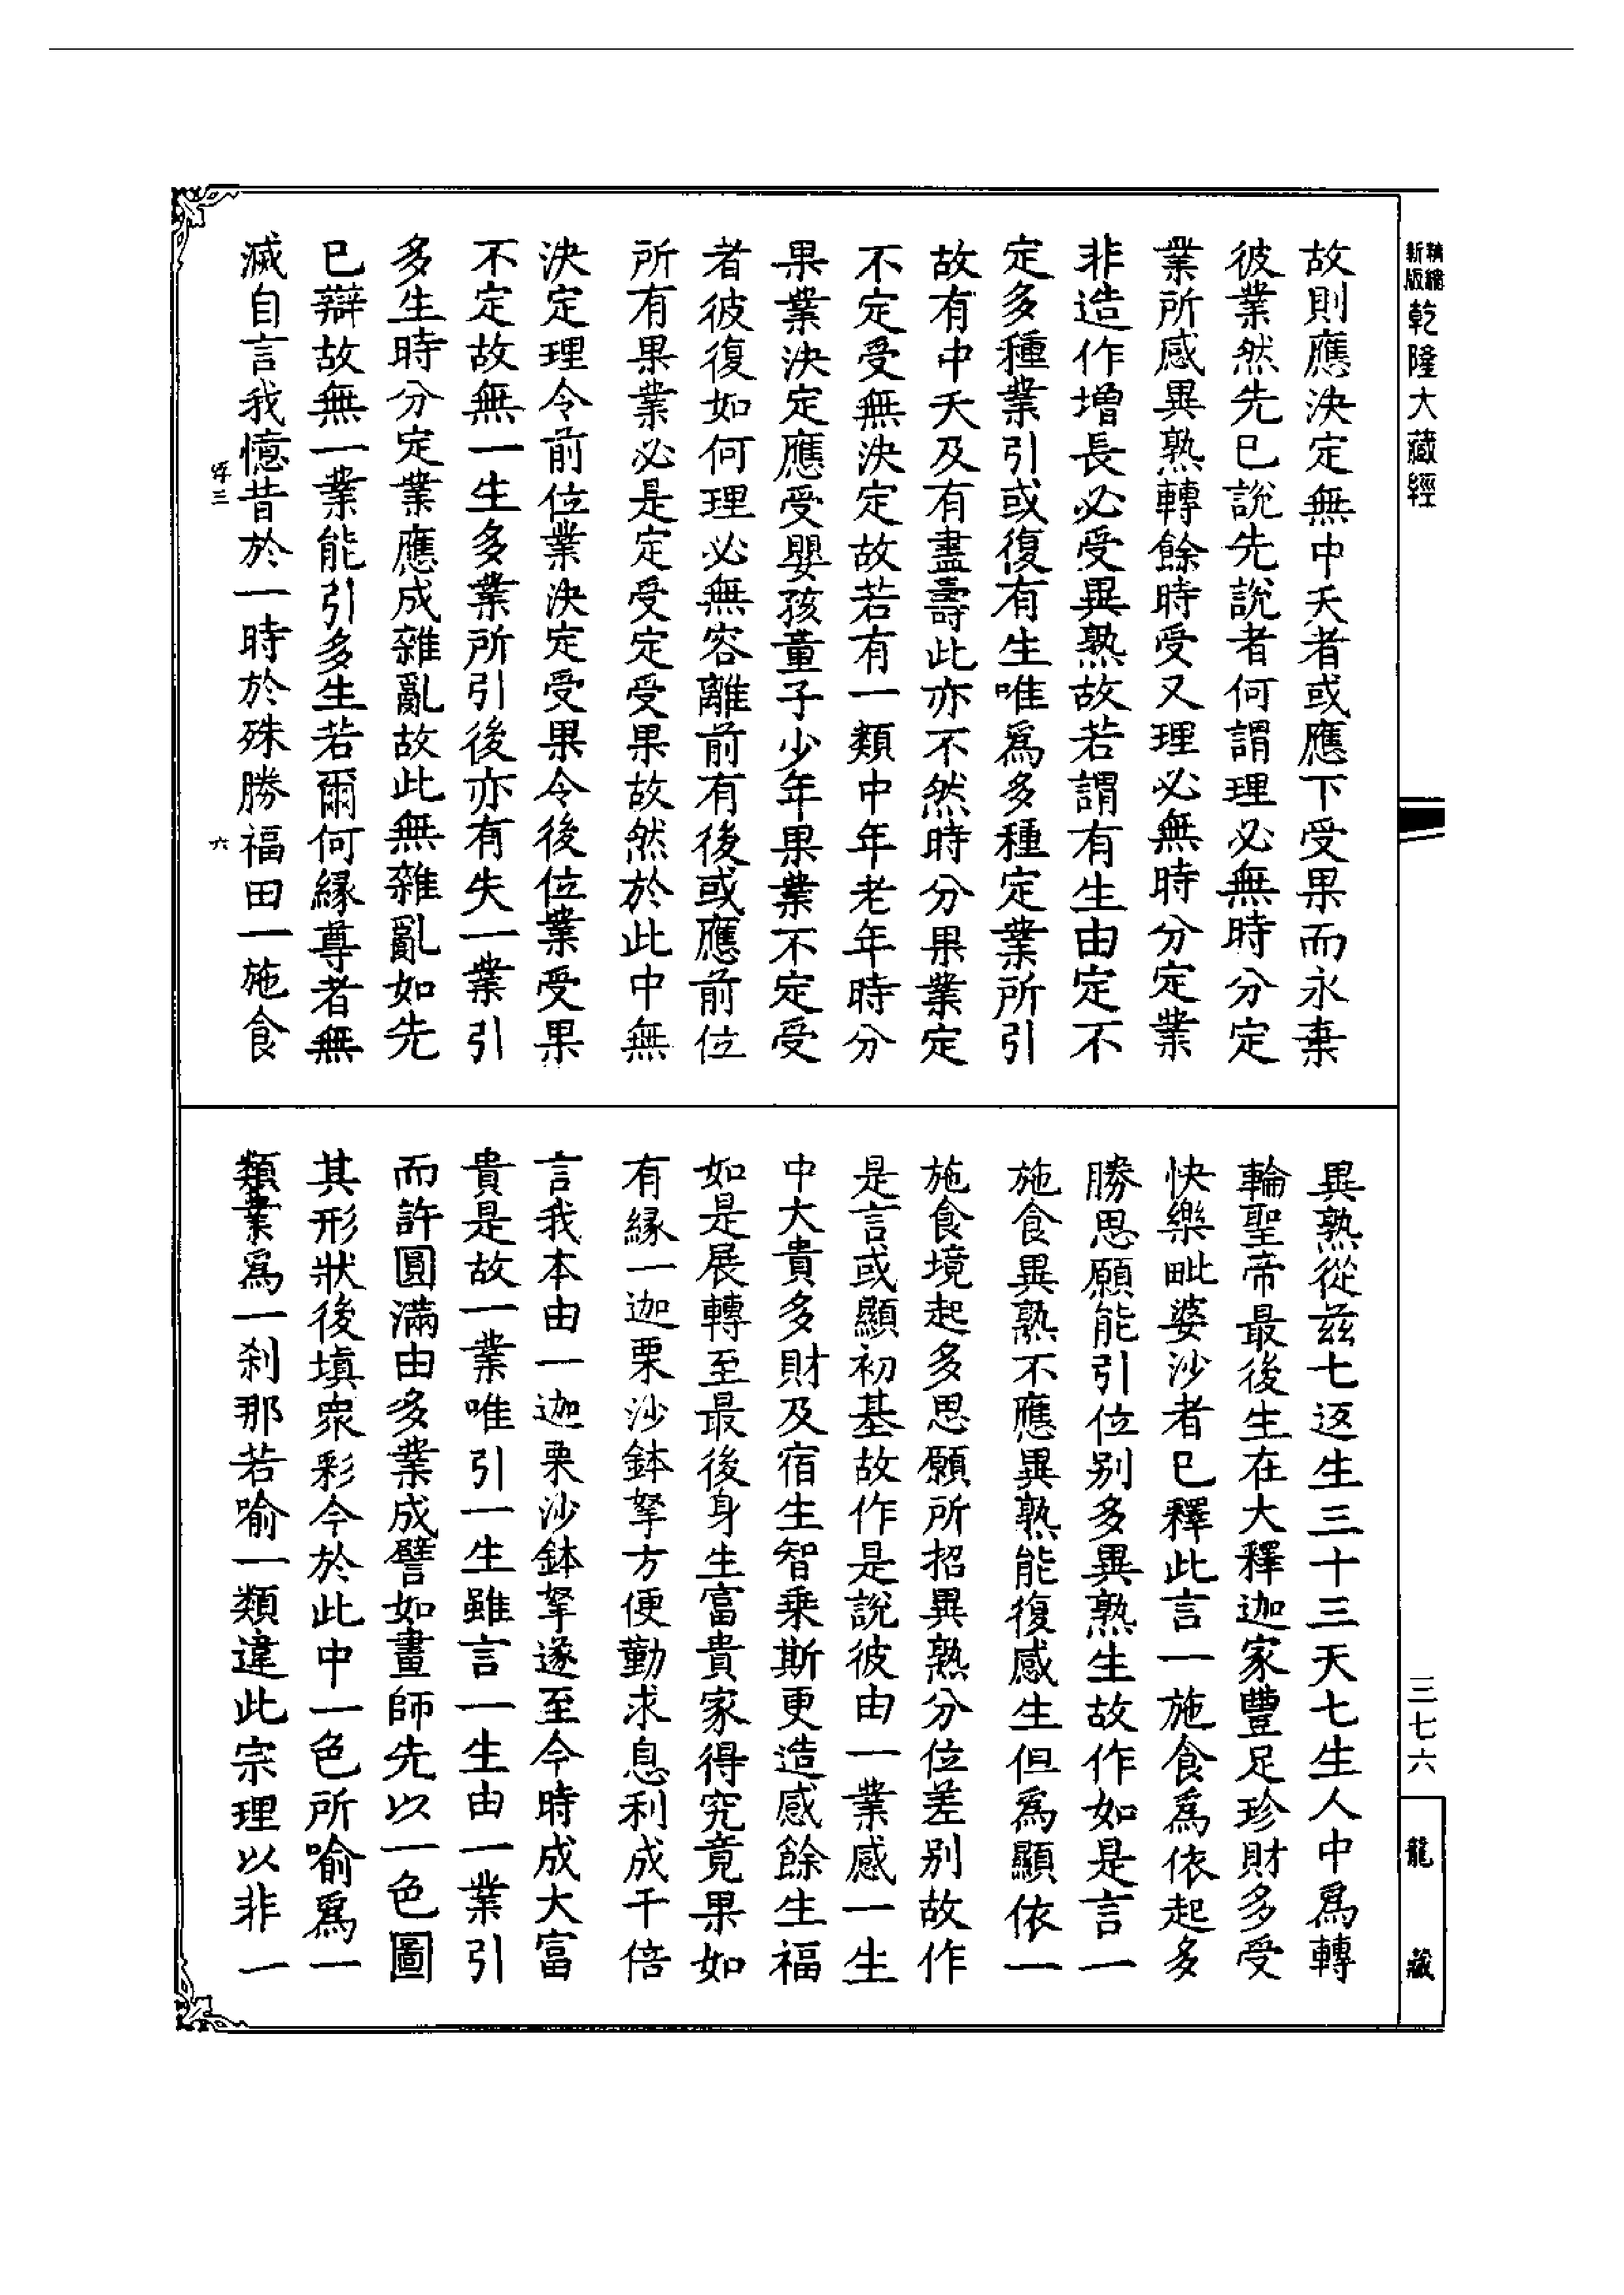 精縮新版 乾隆大藏經
故則應決定無中夭者或應下受果而永棄
彼業然先已說先說者何謂理必無時分定
業所感異熟轉餘時受又理必無時分定業
非造作增長必受異熟故若謂有生由定不
定多種業引或復有生唯爲多種定業所引
故有中夭及有盡壽此亦不然時分果業定
不定受無決定故若有一類中年老年時分
果業決定應受嬰孩童子少年果業不定受
者彼復如何理必無容離前有後或應前位
所有果業必是定受定受果故然於此中無
決定理令前位業決定受果令後位業受果
不定故無一生多業所引後亦有失一業引
多生時分定業應成雜亂故此無雜亂如先
已辯故無一業能引多生若爾何緣尊者無
滅自言我憶昔於一時於殊勝福田一施食
異熟從兹七返生三十三天七生人中爲轉
輪聖帝最後生在大釋迦家豐足珍財多受
快樂毗婆沙者已釋此言一施食爲依起多
勝思願能引位别多異熟生故作如是言一
施食異熟不應異熟能復感生但爲顯依一
施食境起多思願所招異熟分位差别故作
是言或顯初基故作是說彼由一業感一生
中大貴多財及宿生智乘斯更造感餘生福
如是展轉至最後身生富貴家得究竟果如
有緣一迦栗沙鉢拏方便勤求息利成千倍
言我本由一迦栗沙鉢拏遂至今時成大富
貴是故一業唯引一生雖言一生由一業引
而許圓滿由多業成譬如畫師先以一色圖
其形狀後塡衆彩今於此中一色所喻爲一
類業爲一刹那若喻一類違此宗理以非一
三七六
龍藏